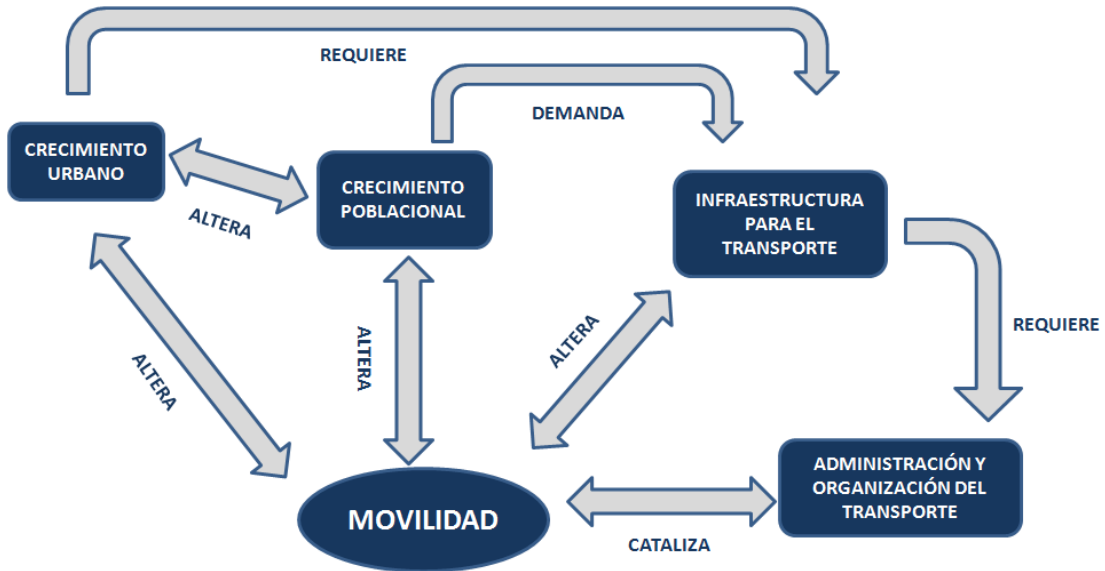 REQUIERE
DEMANDA
CRECIMIENTO
URBANO
CRECIMIENTO
POBLACIONAL
INFRAESTRUCTURA
PARA EL
TRANSPORTE
ALTERA
REQUIERE
ALTERA
ALTERA
ALTERA
ADMINISTRACIÓN Y
ORGANIZACIÓN DEL
TRANSPORTE
MOVILIDAD
CATALIZA